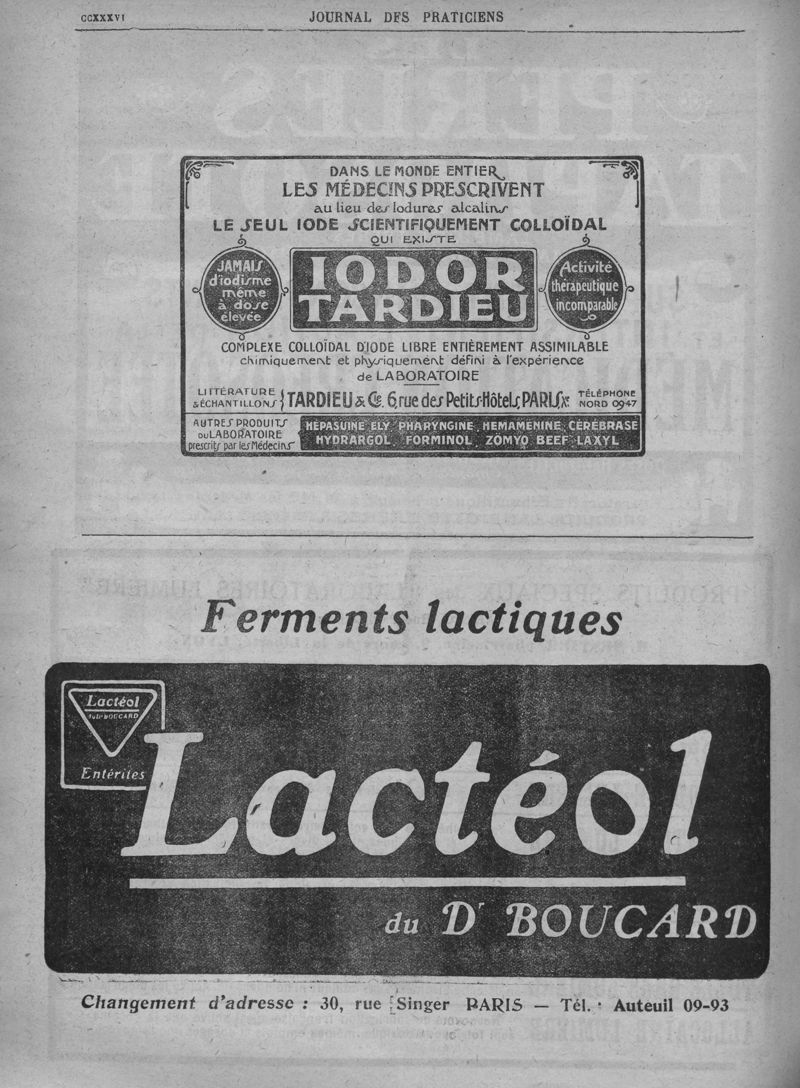 CCXXXVI
JOURNAL DES PRATICIENS
DANS LE MONDE ENTIER
LES MÉDECINS PRESCRIVENT
au lieu des Iodures alcalins
LE SEUL IODE SCIENTIFIQUEMENT COLLOÏDAL
QUI EXISTE
JAMAIS
d'iodisme
même
à dose
élevée
IODOR
TARDIEU
Activité
thérapeutique
incomparable
COMPLEXE COLLOÏDAL D'IODE LIBRE ENTIÈREMENT ASSIMILABLE
chimiquement et physiquement défini à l'expérience
de LABORATOIRE
LITTÉRATURE
& ÉCHANTILLONS
TARDIEU & Cie. 6, rue des Petits-Hôtels, PARIS, Xe
TÉLÉPHONE
NORD 09 47
AUTRES PRODUITS
DU LABORATOIRE
prescrits par les Médecins
HÉPASUINE ELY, PHARYNGINE, HEMAMÉNINE, CÉRÉBRASE
HYDRARGOL, FORMINOL, ZÔMYO BEEF, LAXYL
Ferments lactiques
Lactéol
du Dr BOUCARD
Entérites
Lactéol
du Dr BOUCARD
Changement d'adresse : 30, rue Singer PARIS — Tél. : Auteuil 09-93